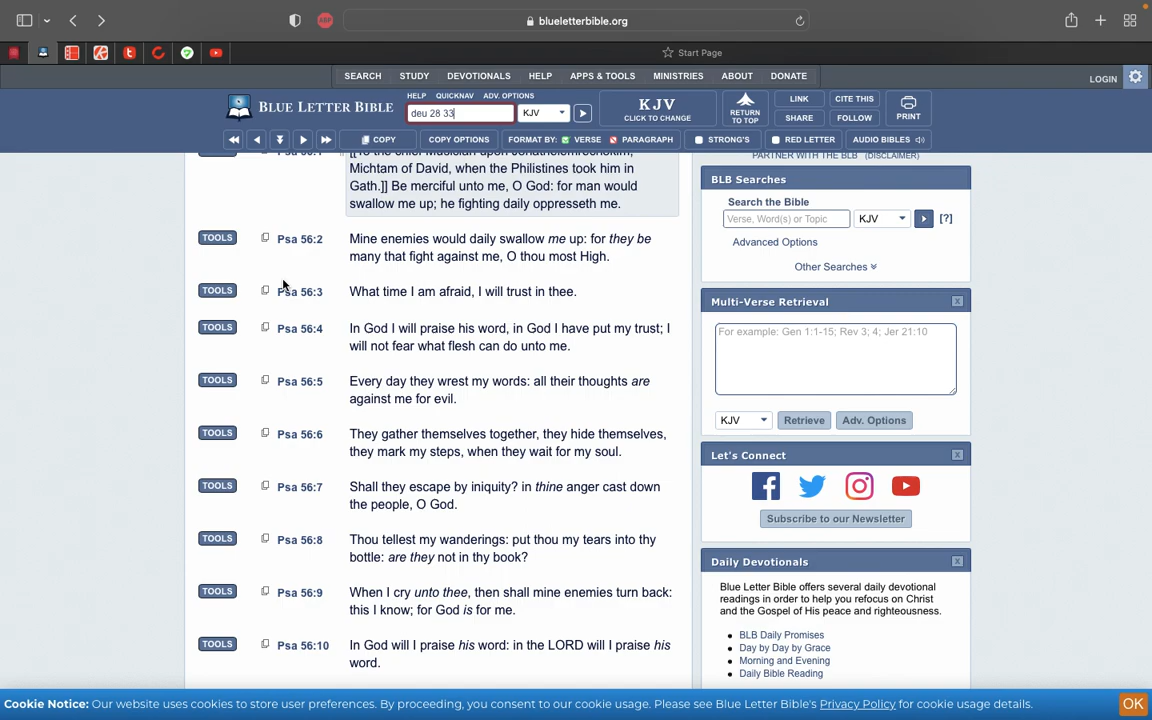 blueletterbible.org
ABP
Start Page
SEARCH STUDY DEVOTIONALS HELP APPS & TOOLS MINISTRIES ABOUT DONATE
LOGIN
HELP QUICKNAV ADV. OPTIONS
BLUE LETTER BIBLE
deu 28 33
KJV
KJV
CLICK TO CHANGE
RETURN
TO TOP
LINK
CITE THIS
SHARE
FOLLOW
PRINT
COPY COPY OPTIONS FORMAT BY: VERSE PARAGRAPH STRONG'S RED LETTER AUDIO BIBLES
Michtam of David, when the Philistines took him in
Gath.]] Be merciful unto me, O God: for man would
swallow me up; he fighting daily oppresseth me.
TOOLS Psa 56:2 Mine enemies would daily swallow me up: for they be
many that fight against me, O thou most High.
TOOLS Psa 56:3 What time I am afraid, I will trust in thee.
TOOLS Psa 56:4 In God I will praise his word, in God I have put my trust; I
will not fear what flesh can do unto me.
TOOLS Psa 56:5 Every day they wrest my words: all their thoughts are
against me for evil.
TOOLS Psa 56:6 They gather themselves together, they hide themselves,
they mark my steps, when they wait for my soul.
TOOLS Psa 56:7 Shall they escape by iniquity? in thine anger cast down
the people, O God.
TOOLS Psa 56:8 Thou tellest my wanderings: put thou my tears into thy
bottle: are they not in thy book?
TOOLS Psa 56:9 When I cry unto thee, then shall mine enemies turn back:
this I know; for God is for me.
TOOLS Psa 56:10 In God will I praise his word: in the LORD will I praise his
word.
PARTNER WITH THE BLB (DISCLAIMER)
BLB Searches
Search the Bible
Verse, Word(s) or Topic KJV [?]
Advanced Options
Other Searches
Multi-Verse Retrieval x
For example: Gen 1:1-15; Rev 3; 4; Jer 21:10
KJV Retrieve Adv. Options
Let's Connect x
Subscribe to our Newsletter
Daily Devotionals x
Blue Letter Bible offers several daily devotional
readings in order to help you refocus on Christ
and the Gospel of His peace and righteousness.
BLB Daily Promises
Day by Day by Grace
Morning and Evening
Daily Bible Reading
Cookie Notice: Our website uses cookies to store user preferences. By proceeding, you consent to our cookie usage. Please see Blue Letter Bible's Privacy Policy for cookie usage details. OK